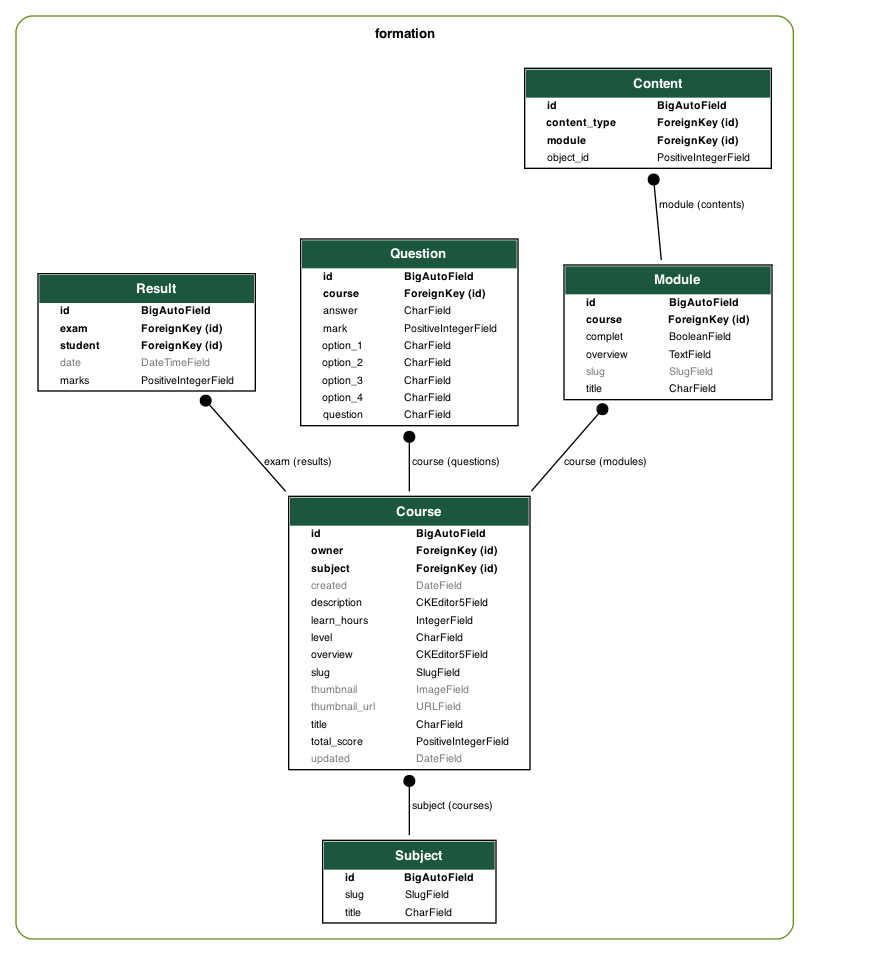 formation
Content
id BigAutoField
content_type ForeignKey (id)
module ForeignKey (id)
object_id PositiveIntegerField
module (contents)
Question
id BigAutoField
course ForeignKey (id)
answer CharField
mark PositiveIntegerField
option_1 CharField
option_2 CharField
option_3 CharField
option_4 CharField
question CharField
Module
id BigAutoField
course ForeignKey (id)
complet BooleanField
overview TextField
slug SlugField
title CharField
Result
id BigAutoField
exam ForeignKey (id)
student ForeignKey (id)
date DateTimeField
marks PositiveIntegerField
exam (results)
course (questions)
course (modules)
Course
id BigAutoField
owner ForeignKey (id)
subject ForeignKey (id)
created DateField
description CKEditor5Field
learn_hours IntegerField
level CharField
overview CKEditor5Field
slug SlugField
thumbnail ImageField
thumbnail_url URLField
title CharField
total_score PositiveIntegerField
updated DateField
subject (courses)
Subject
id BigAutoField
slug SlugField
title CharField